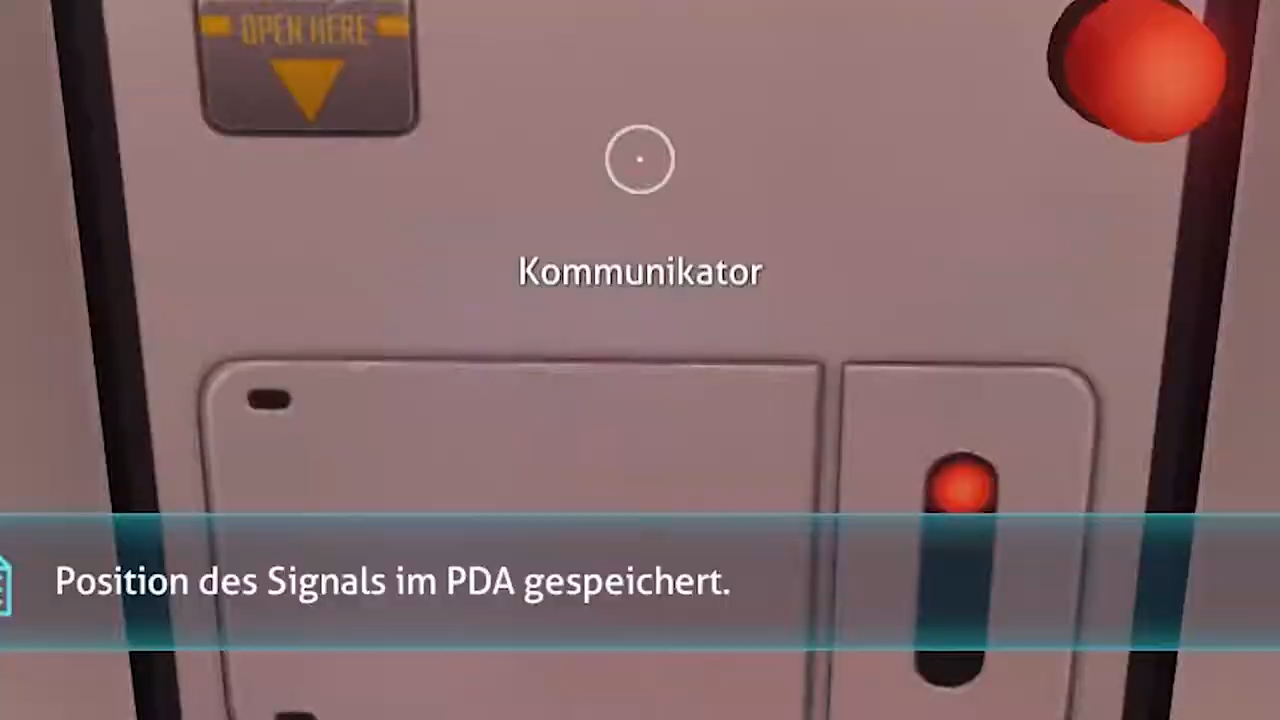 OPEN HERE
Kommunikator
Position des Signals im PDA gespeichert.